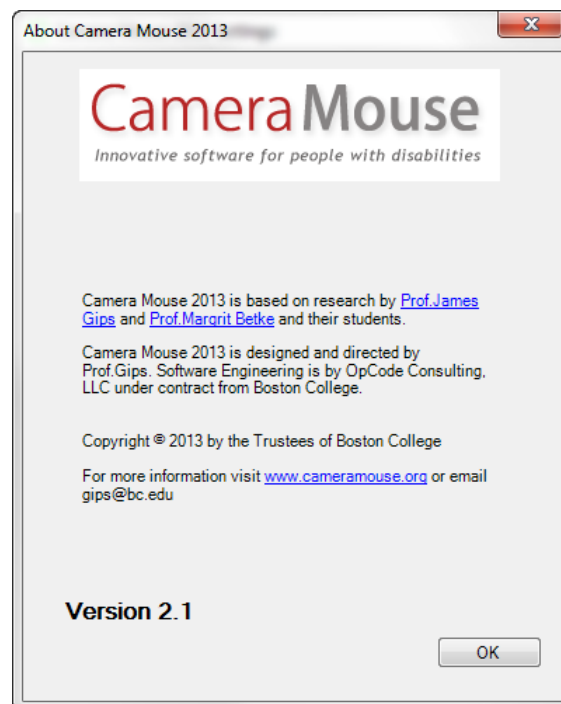 About Camera Mouse 2013
Camera Mouse
Innovative software for people with disabilities
Camera Mouse 2013 is based on research by Prof.James
Gips and Prof.Margrit Betke and their students.
Camera Mouse 2013 is designed and directed by
Prof.Gips. Software Engineering is by OpCode Consulting,
LLC under contract from Boston College.
Copyright © 2013 by the Trustees of Boston College
For more information visit www.cameramouse.org or email
gips@bc.edu
Version 2.1
OK